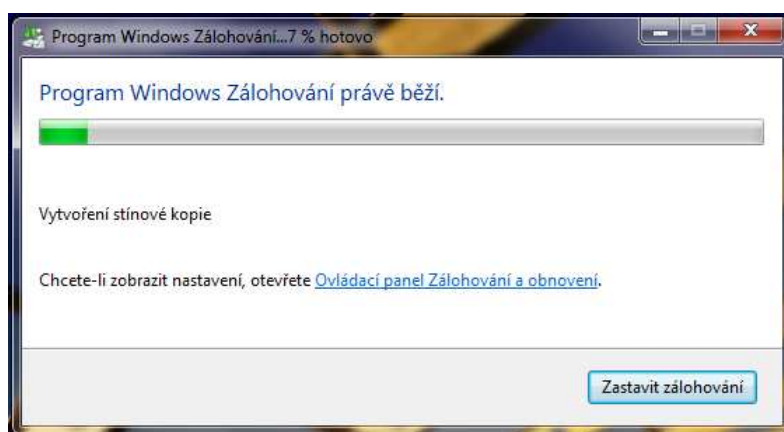 Program Windows Zálohování...7 % hotovo
Program Windows Zálohování právě běží.
Vytvoření stínové kopie
Chcete-li zobrazit nastavení, otevřete Ovládací panel Zálohování a obnovení.
Zastavit zálohování